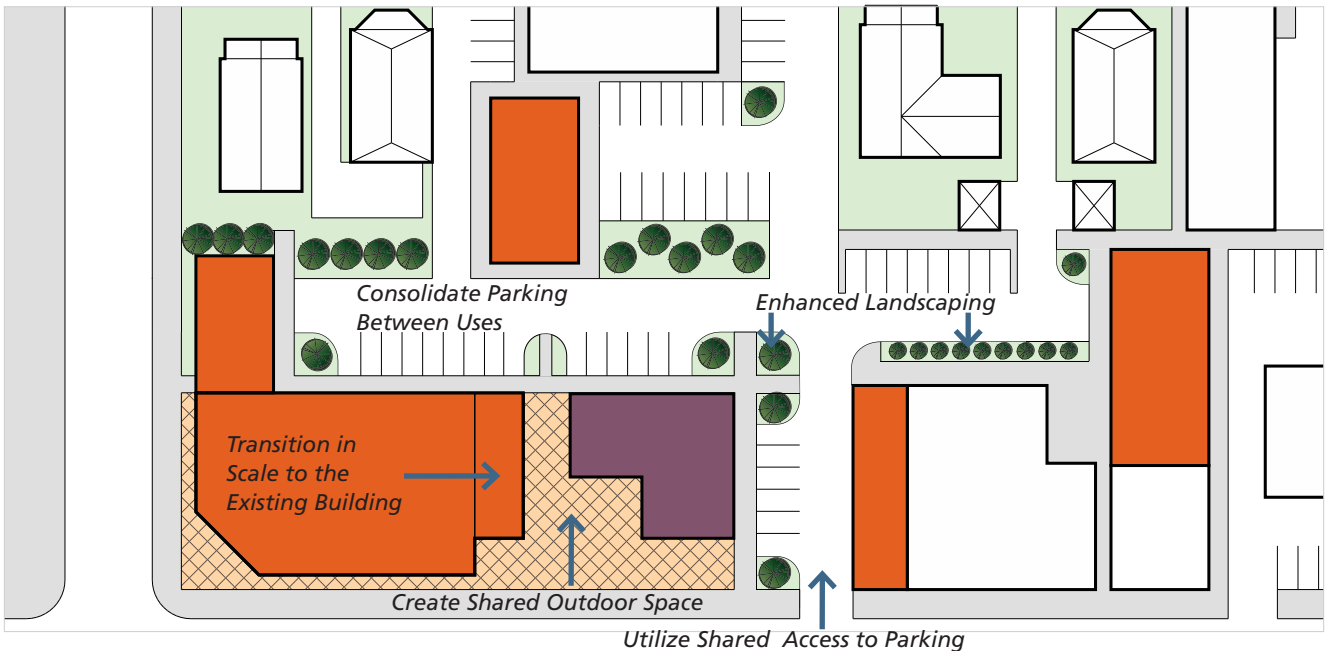 Consolidate Parking
Between Uses
Enhanced Landscaping
Transition in
Scale to the
Existing Building
Create Shared Outdoor Space
Utilize Shared  Access to Parking